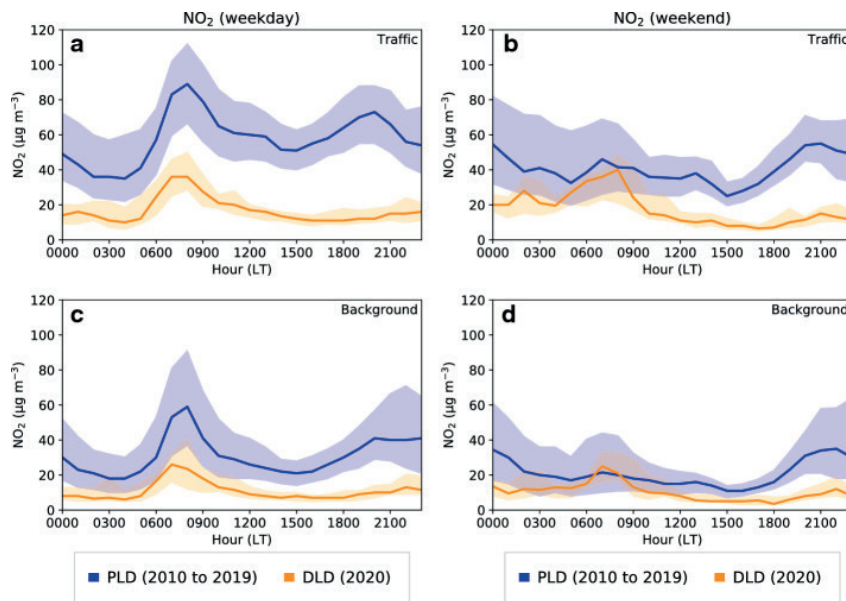 NO₂ (weekday)
NO₂ (weekend)
a
Traffic
120
100
80
60
40
20
0
NO₂ (μg m⁻³)
0000 0300 0600 0900 1200 1500 1800 2100
Hour (LT)
b
Traffic
120
100
80
60
40
20
0
NO₂ (μg m⁻³)
0000 0300 0600 0900 1200 1500 1800 2100
Hour (LT)
c
Background
120
100
80
60
40
20
0
NO₂ (μg m⁻³)
0000 0300 0600 0900 1200 1500 1800 2100
Hour (LT)
d
Background
120
100
80
60
40
20
0
NO₂ (μg m⁻³)
0000 0300 0600 0900 1200 1500 1800 2100
Hour (LT)
PLD (2010 to 2019) DLD (2020)
PLD (2010 to 2019) DLD (2020)